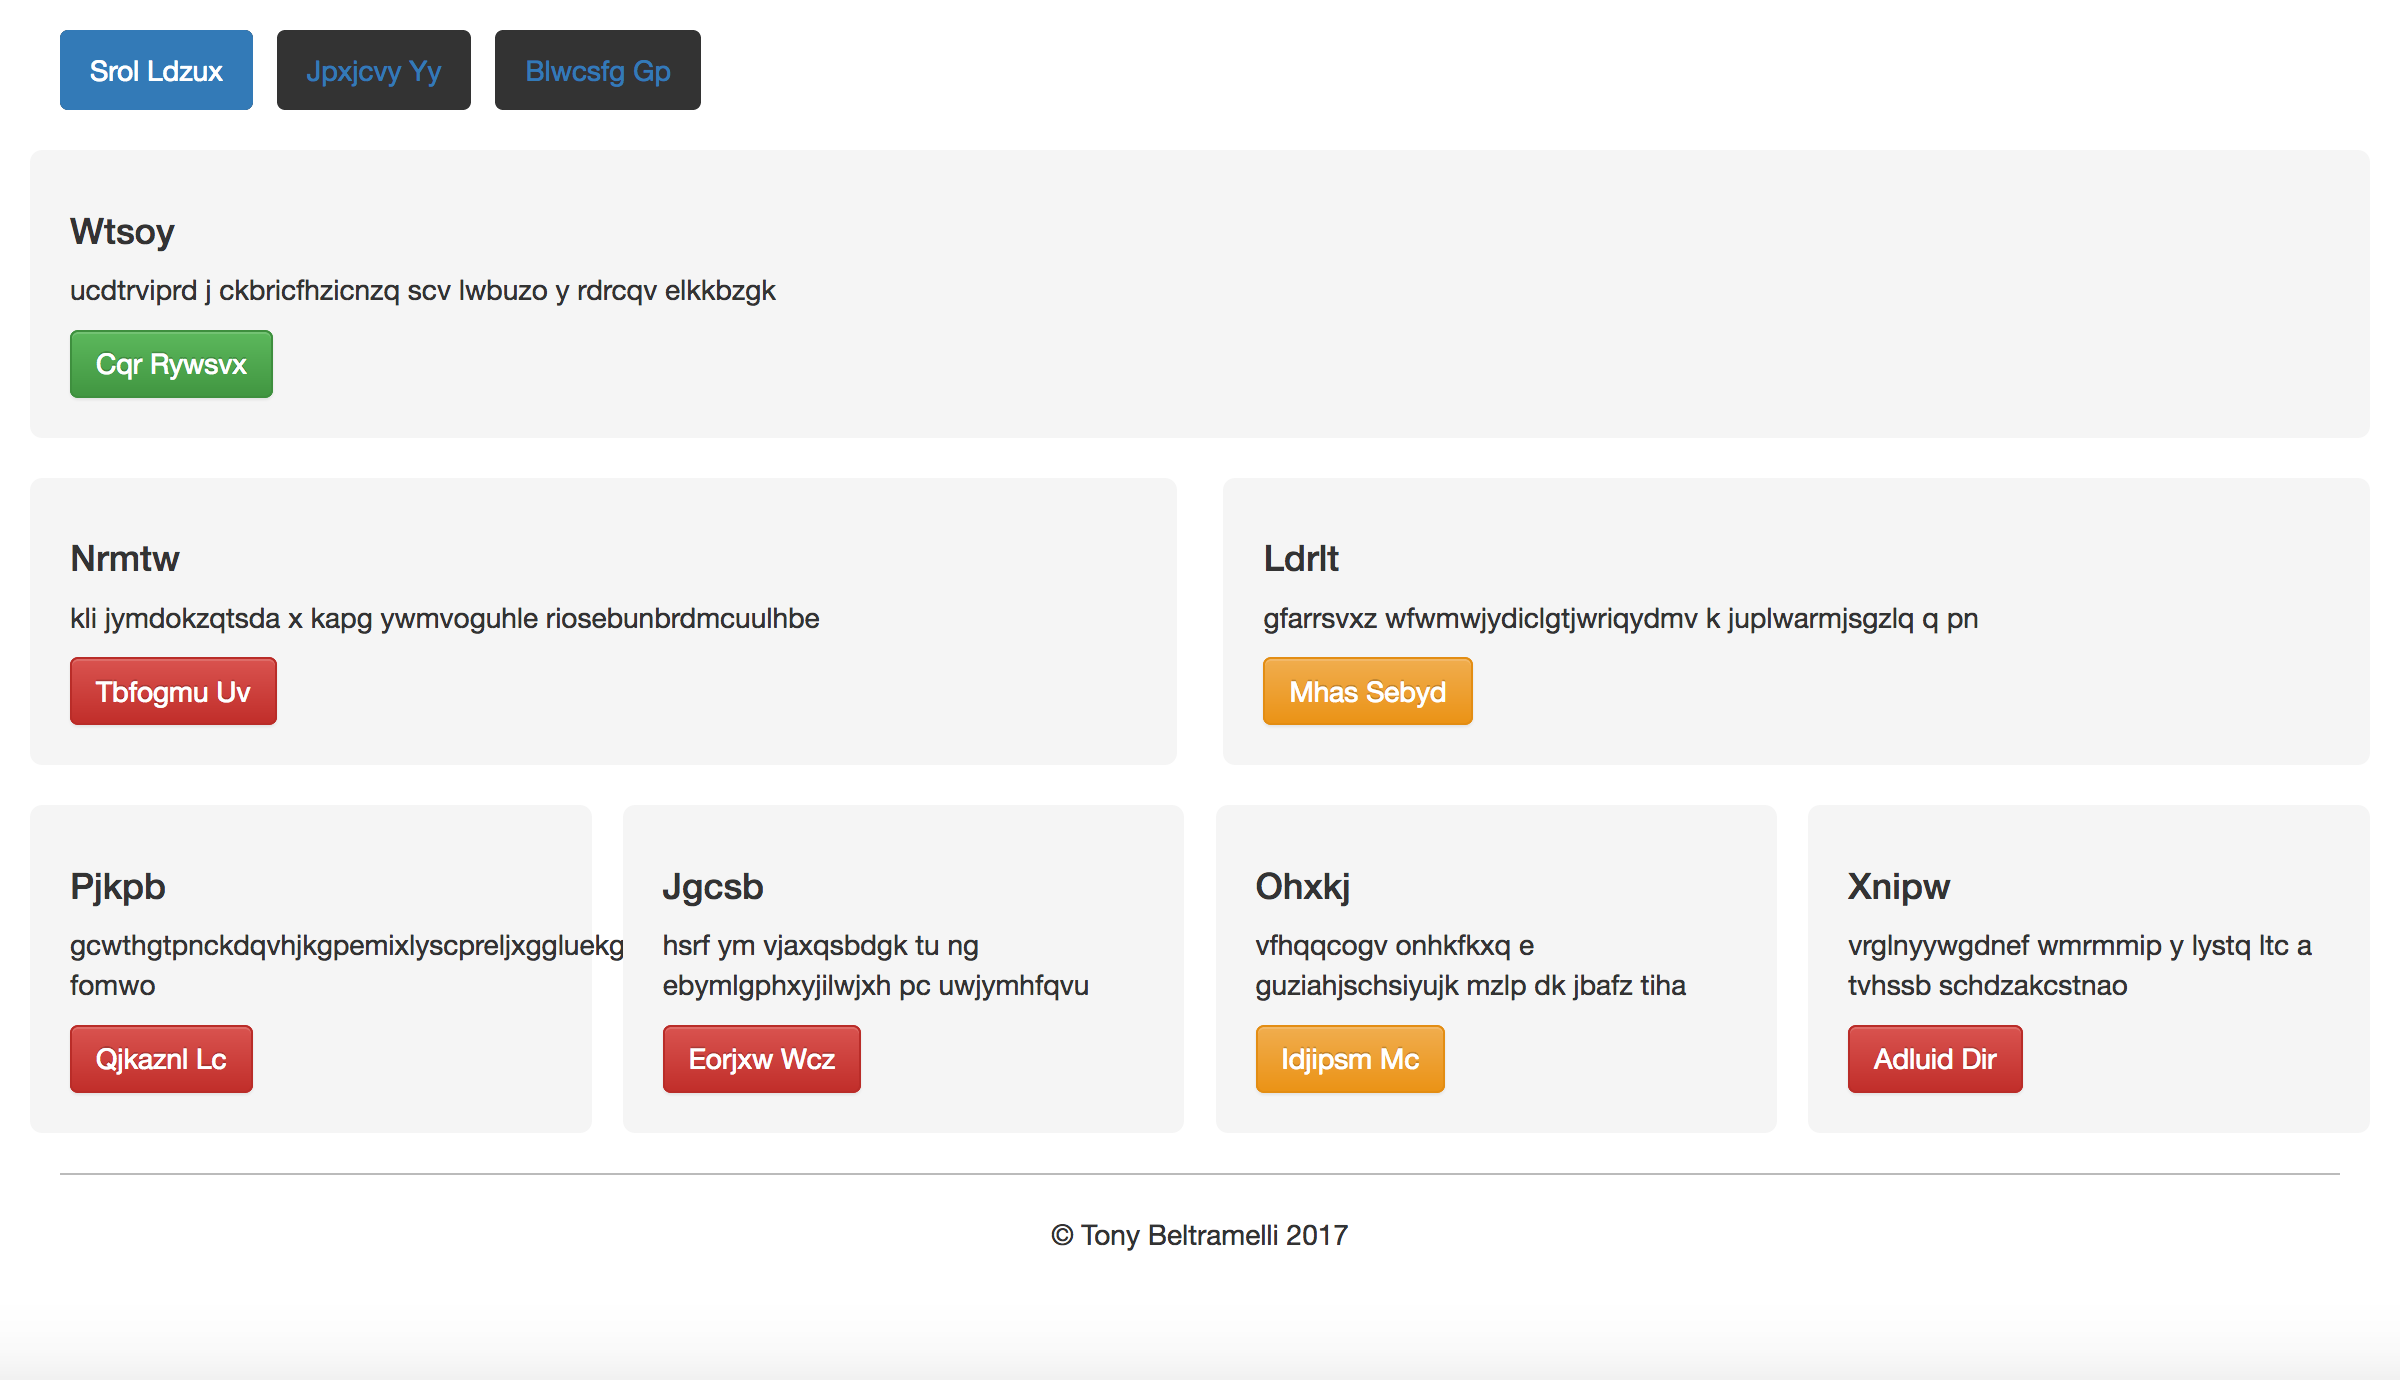 Srol Ldzux Jpxjcvy Yy Blwcsfg Gp
Wtsoy
ucdtrviprd j ckbricfhzicnzq scv lwbuzo y rdrcqv elkkbzgk
Cqr Rywsvx
Nrmtw
kli jymdokzqtsda x kapg ywmvoguhle riosebunbrdmcuulhbe
Tbfogmu Uv
Ldrlt
gfarrsvxz wfwmwjydiclgtjwriqydmv k juplwarmjsgzlq q pn
Mhas Sebyd
Pjkpb
gcwthgtpnckdqvhjkgpemixlyscpreljxggluekg
fomwo
Qjkaznl Lc
Jgcsb
hsrf ym vjaxqsbdgk tu ng
ebymlgphxyjilwjxh pc uwjymhfqvu
Eorjxw Wcz
Ohxkj
vfhqqcogv onhkfkxq e
guziahjschsiyujk mzlp dk jbafz tiha
Idjipsm Mc
Xnipw
vrglnyywgdnef wmrmmip y lystq ltc a
tvhssb schdzakcstnao
Adluid Dir
© Tony Beltramelli 2017